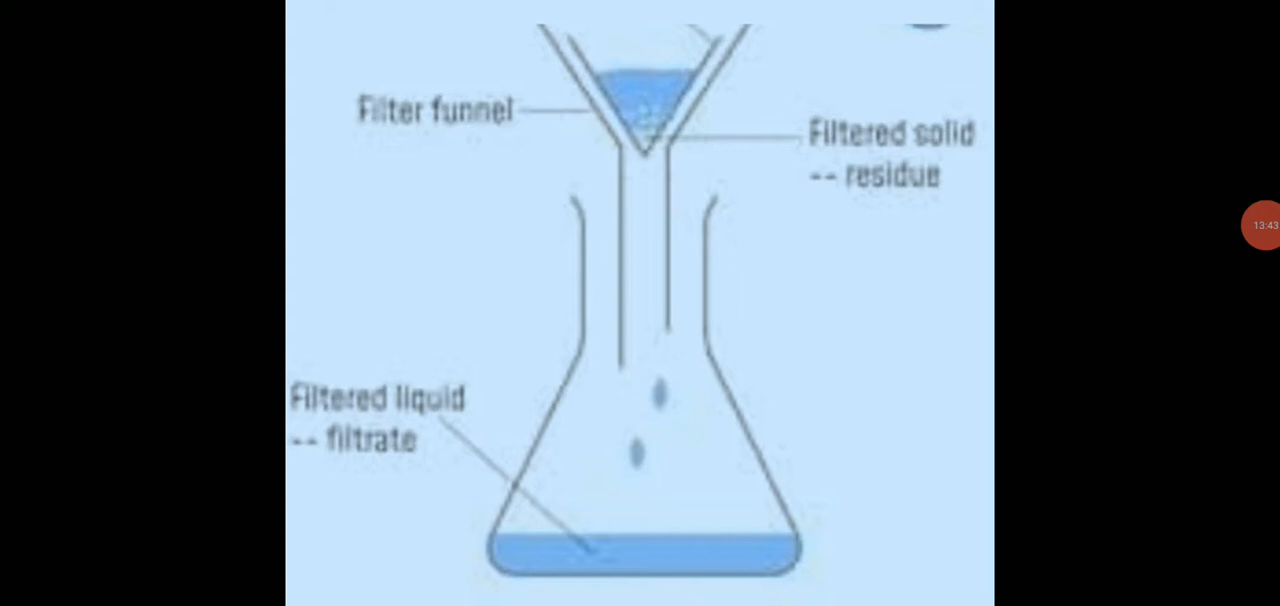 Filter funnel
Filtered solid
-- residue
Filtered liquid
-- filtrate
13:43